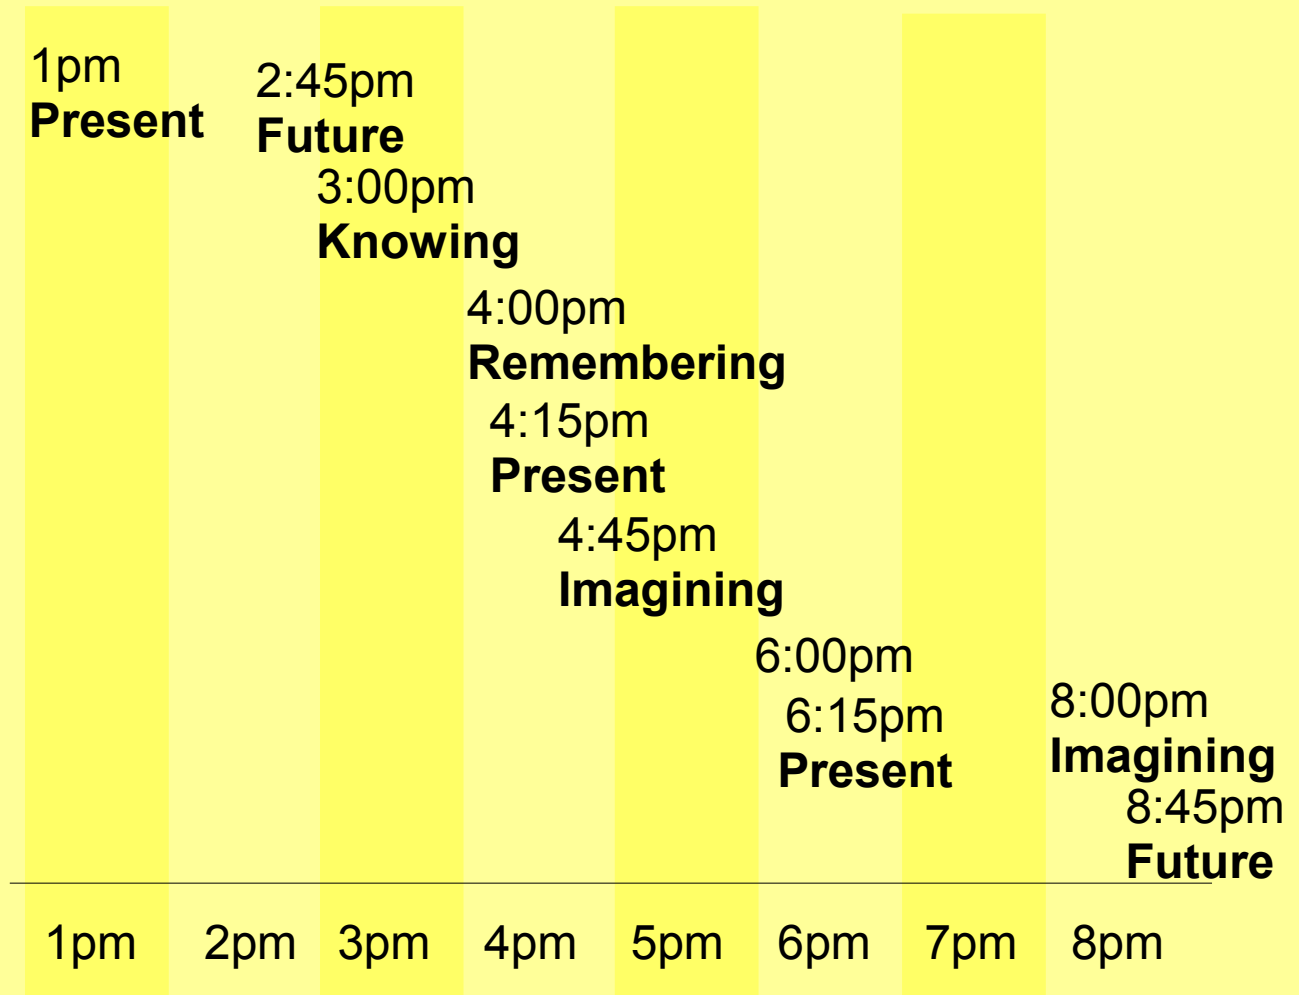 1pm
Present
2:45pm
Future
3:00pm
Knowing
4:00pm
Remembering
4:15pm
Present
4:45pm
Imagining
6:00pm
6:15pm
Present
8:00pm
Imagining
8:45pm
Future
1pm 2pm 3pm 4pm 5pm 6pm 7pm 8pm